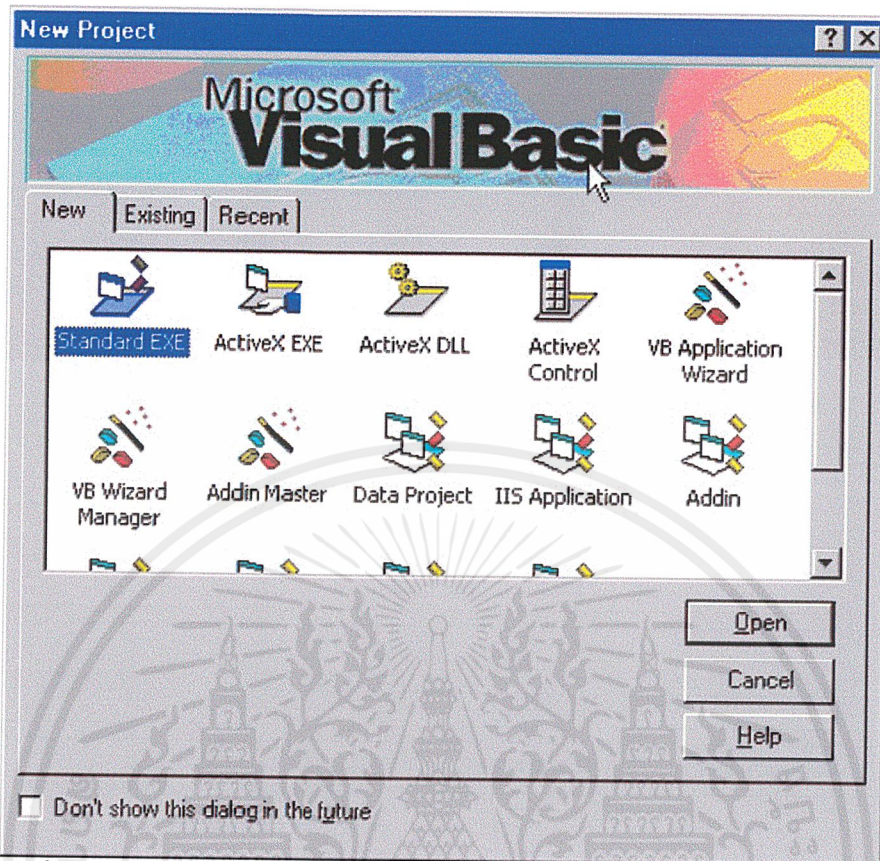 New Project
Microsoft
Visual Basic
New Existing Recent
Standard EXE ActiveX EXE ActiveX DLL ActiveX Control VB Application Wizard
VB Wizard Manager Addin Master Data Project IIS Application Addin
Open
Cancel
Help
Don't show this dialog in the future